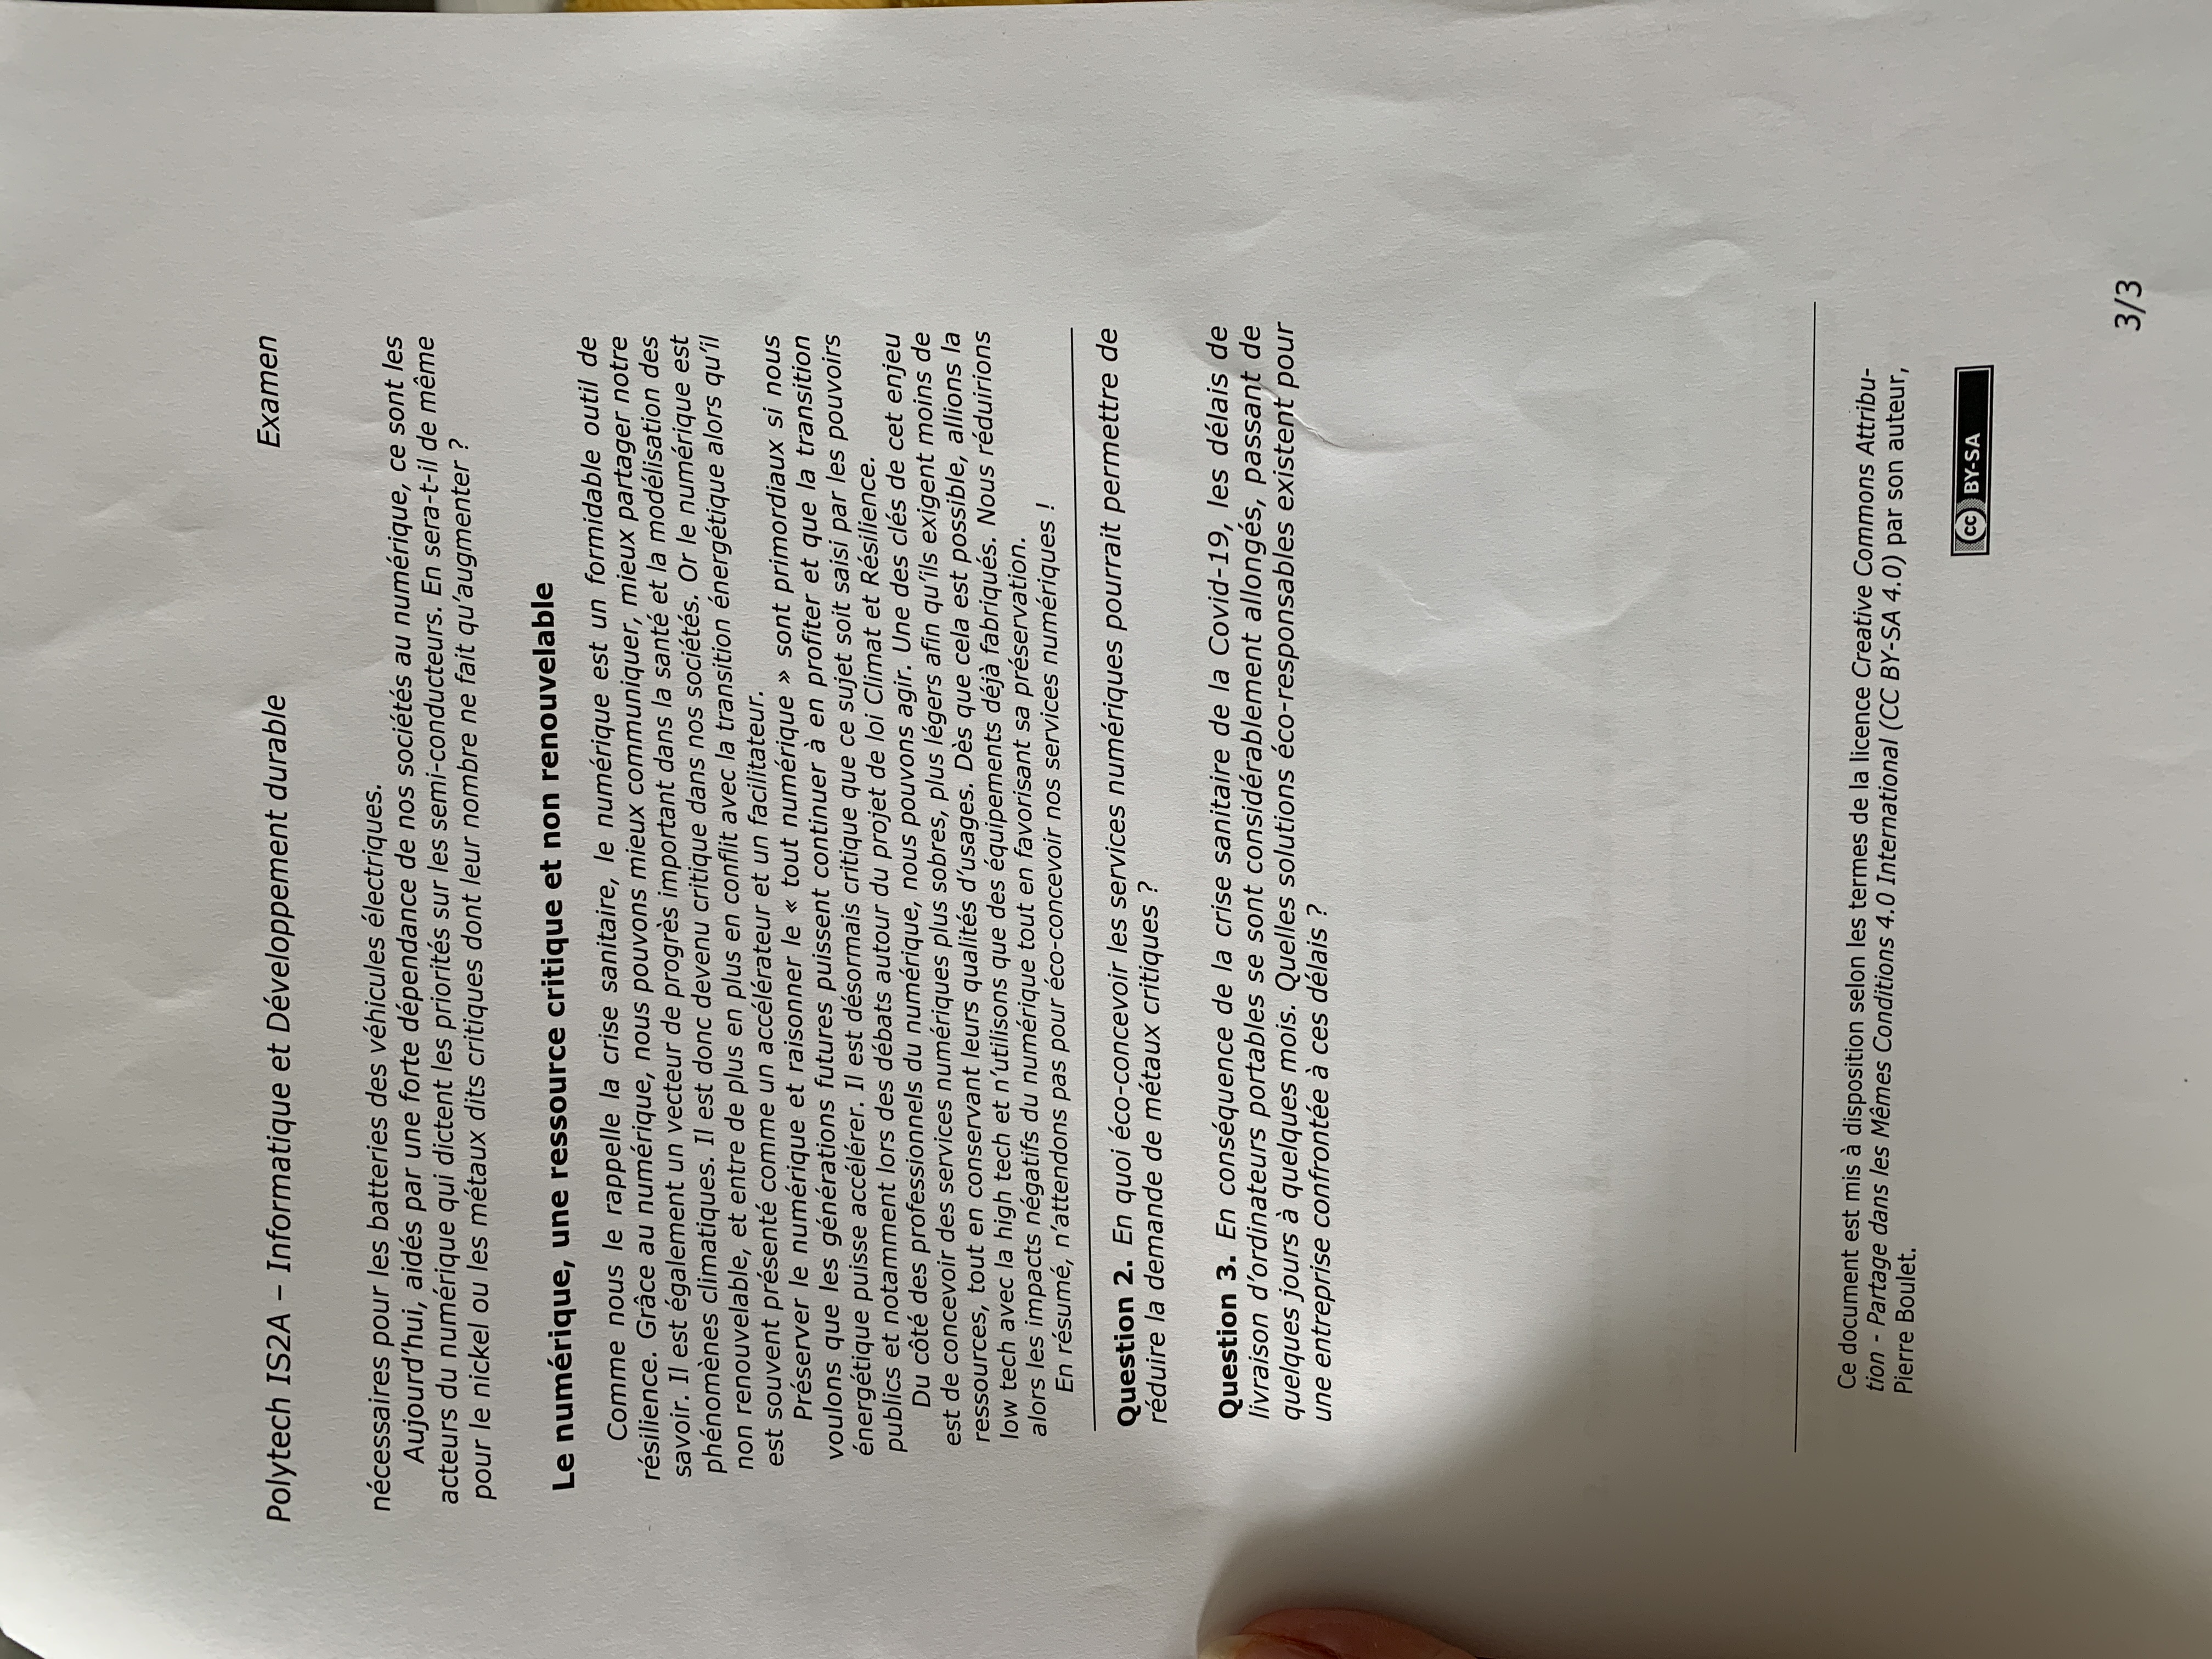 Polytech IS2A – Informatique et Développement durable Examen
nécessaires pour les batteries des véhicules électriques.
Aujourd'hui, aidés par une forte dépendance de nos sociétés au numérique, ce sont les
acteurs du numérique qui dictent les priorités sur les semi-conducteurs. En sera-t-il de même
pour le nickel ou les métaux dits critiques dont leur nombre ne fait qu'augmenter ?
Le numérique, une ressource critique et non renouvelable
Comme nous le rappelle la crise sanitaire, le numérique est un formidable outil de
résilience. Grâce au numérique, nous pouvons mieux communiquer, mieux partager notre
savoir. Il est également un vecteur de progrès important dans la santé et la modélisation des
phénomènes climatiques. Il est donc devenu critique dans nos sociétés. Or le numérique est
non renouvelable, et entre de plus en plus en conflit avec la transition énergétique alors qu'il
est souvent présenté comme un accélérateur et un facilitateur.
Préserver le numérique et raisonner le « tout numérique » sont primordiaux si nous
voulons que les générations futures puissent continuer à en profiter et que la transition
énergétique puisse accélérer. Il est désormais critique que ce sujet soit saisi par les pouvoirs
publics et notamment lors des débats autour du projet de loi Climat et Résilience.
Du côté des professionnels du numérique, nous pouvons agir. Une des clés de cet enjeu
est de concevoir des services numériques plus sobres, plus légers afin qu'ils exigent moins de
ressources, tout en conservant leurs qualités d'usages. Dès que cela est possible, allions la
low tech avec la high tech et n'utilisons que des équipements déjà fabriqués. Nous réduirions
alors les impacts négatifs du numérique tout en favorisant sa préservation.
En résumé, n'attendons pas pour éco-concevoir nos services numériques !
Question 2. En quoi éco-concevoir les services numériques pourrait permettre de
réduire la demande de métaux critiques ?
Question 3. En conséquence de la crise sanitaire de la Covid-19, les délais de
livraison d'ordinateurs portables se sont considérablement allongés, passant de
quelques jours à quelques mois. Quelles solutions éco-responsables existent pour
une entreprise confrontée à ces délais ?
Ce document est mis à disposition selon les termes de la licence Creative Commons Attribu-
tion - Partage dans les Mêmes Conditions 4.0 International (CC BY-SA 4.0) par son auteur,
Pierre Boulet.
cc BY-SA
3/3